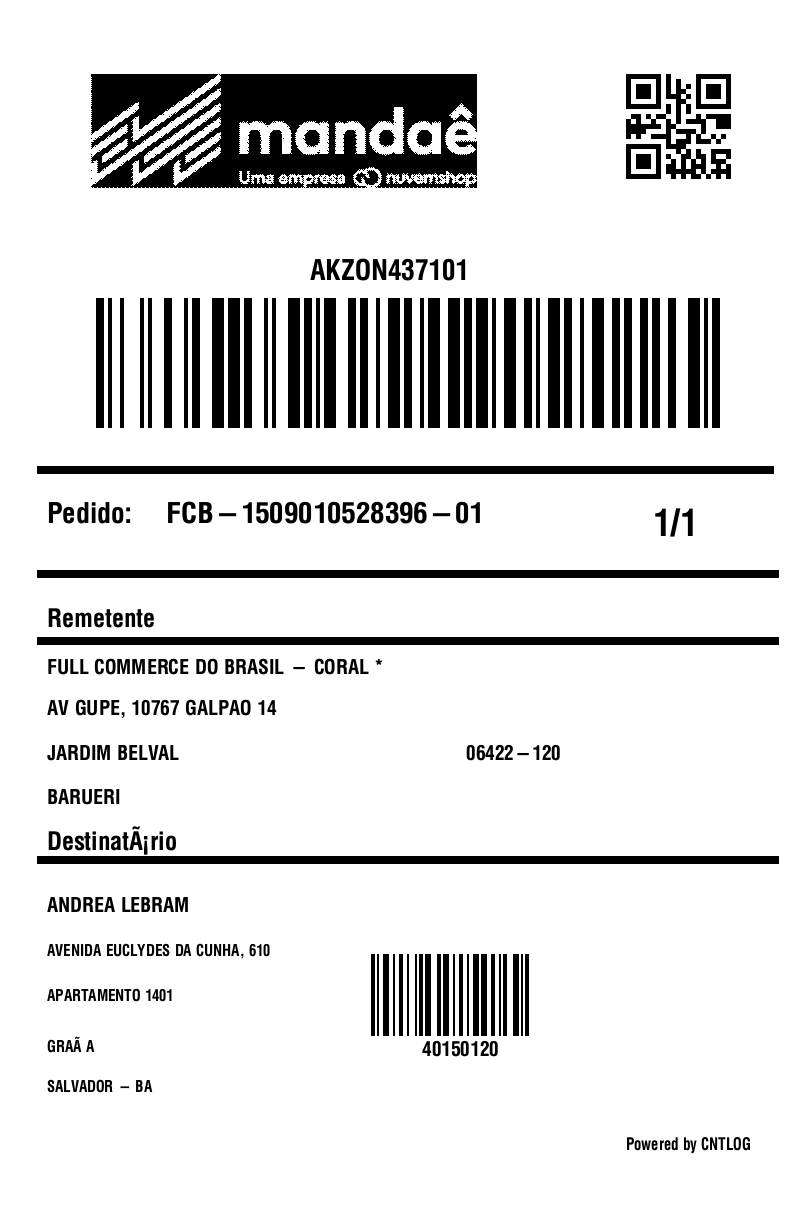 mandaê
Uma empresa nuvemshop
AKZON437101
Pedido: FCB – 1509010528396 – 01 1/1
Remetente
FULL COMMERCE DO BRASIL – CORAL *
AV GUPE, 10767 GALPAO 14
JARDIM BELVAL 06422 – 120
BARUERI
DestinatÃ¡rio
ANDREA LEBRAM
AVENIDA EUCLYDES DA CUNHA, 610
APARTAMENTO 1401
GRAÃ A
40150120
SALVADOR – BA
Powered by CNTLOG